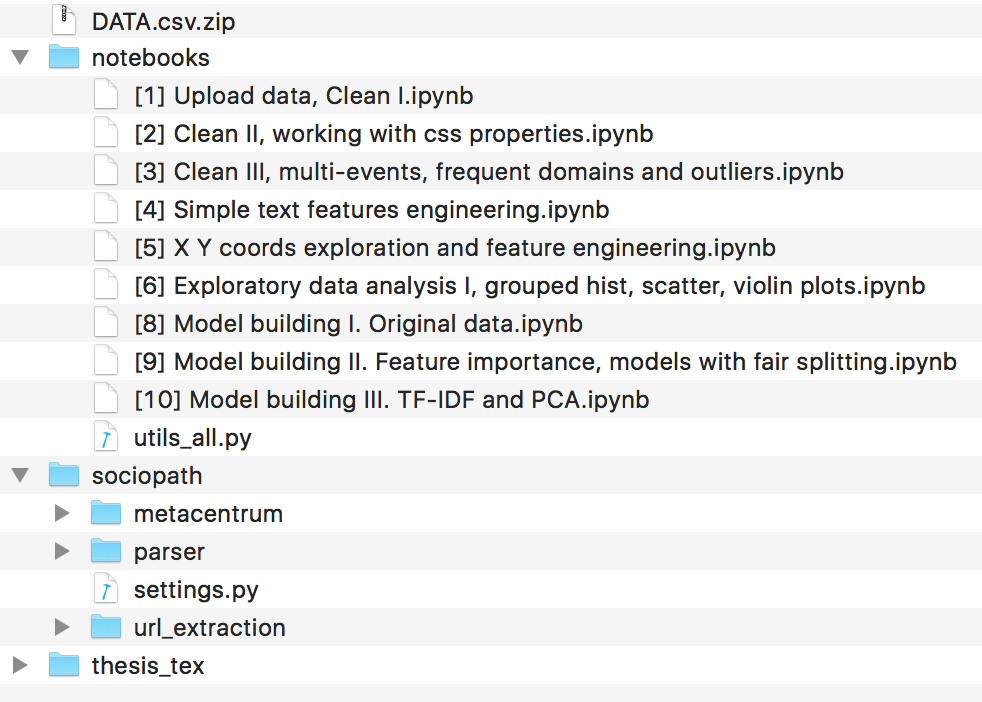 DATA.csv.zip
notebooks
[1] Upload data, Clean I.ipynb
[2] Clean II, working with css properties.ipynb
[3] Clean III, multi-events, frequent domains and outliers.ipynb
[4] Simple text features engineering.ipynb
[5] X Y coords exploration and feature engineering.ipynb
[6] Exploratory data analysis I, grouped hist, scatter, violin plots.ipynb
[8] Model building I. Original data.ipynb
[9] Model building II. Feature importance, models with fair splitting.ipynb
[10] Model building III. TF-IDF and PCA.ipynb
utils_all.py
sociopath
metacentrum
parser
settings.py
url_extraction
thesis_tex